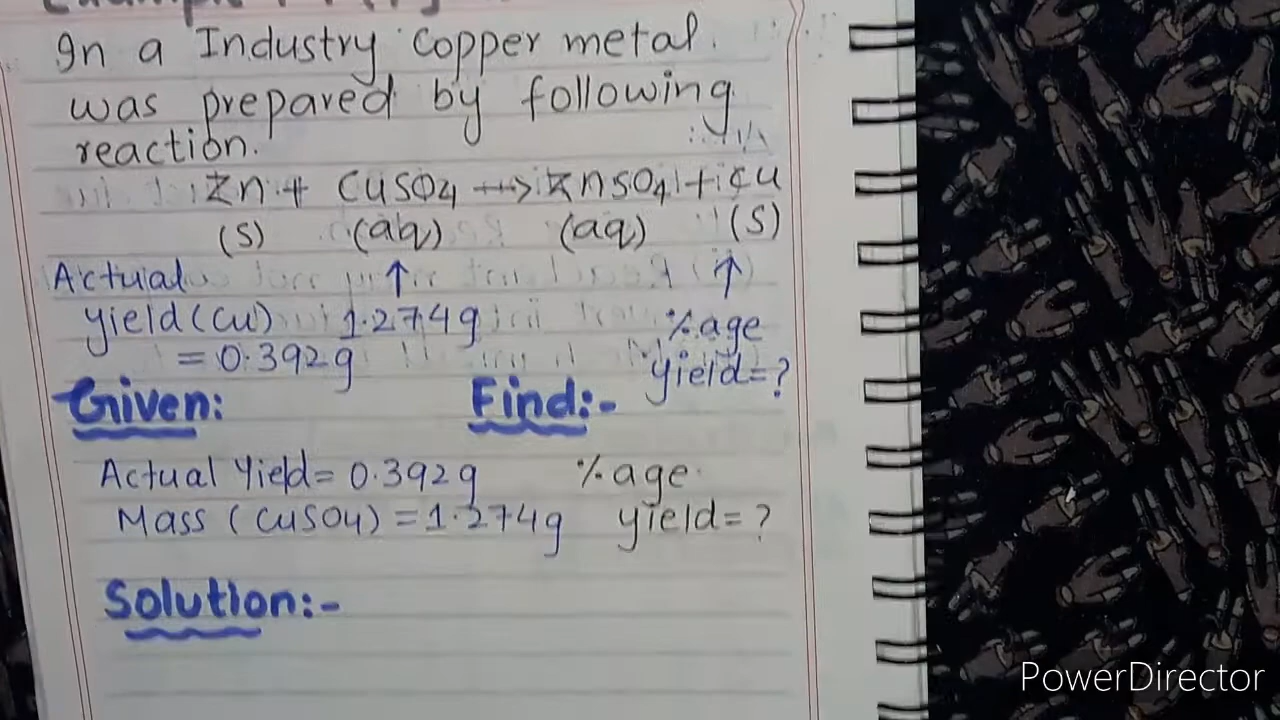 In a Industry Copper metal.
was prepared by following
reaction.
Zn + CuSO4 → ZnSO4 + Cu
(S) (aq) (aq) (S)
Actual ↑ ↑
yield (Cu) 1.274g %age
= 0.392g yield=?
Given: Find:-
Actual Yield= 0.392g %age
Mass (CuSO4) = 1.274g yield= ?
Solution:-
PowerDirector